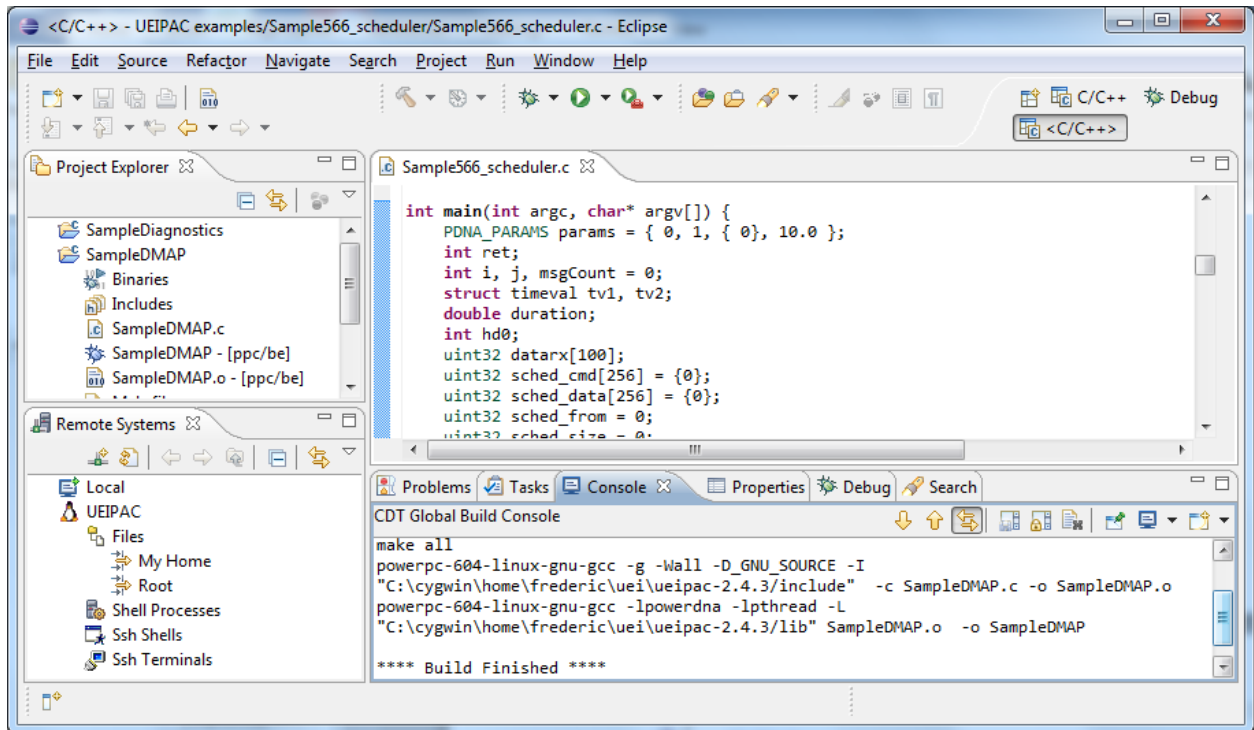 <C/C++> - UEIPAC examples/Sample566_scheduler/Sample566_scheduler.c - Eclipse
File Edit Source Refactor Navigate Search Project Run Window Help
C/C++ Debug
<C/C++>
Project Explorer
SampleDiagnostics
SampleDMAP
Binaries
Includes
SampleDMAP.c
SampleDMAP - [ppc/be]
SampleDMAP.o - [ppc/be]
Sample566_scheduler.c
int main(int argc, char* argv[]) {
PDNA_PARAMS params = { 0, 1, { 0}, 10.0 };
int ret;
int i, j, msgCount = 0;
struct timeval tv1, tv2;
double duration;
int hd0;
uint32 datarx[100];
uint32 sched_cmd[256] = {0};
uint32 sched_data[256] = {0};
uint32 sched_from = 0;
uint32 sched_size = 0;
Remote Systems
Local
UEIPAC
Files
My Home
Root
Shell Processes
Ssh Shells
Ssh Terminals
Problems Tasks Console Properties Debug Search
CDT Global Build Console
make all
powerpc-604-linux-gnu-gcc -g -Wall -D_GNU_SOURCE -I
"C:\cygwin\home\frederic\uei\ueipac-2.4.3/include" -c SampleDMAP.c -o SampleDMAP.o
powerpc-604-linux-gnu-gcc -lpowerdna -lpthread -L
"C:\cygwin\home\frederic\uei\ueipac-2.4.3/lib" SampleDMAP.o -o SampleDMAP
**** Build Finished ****